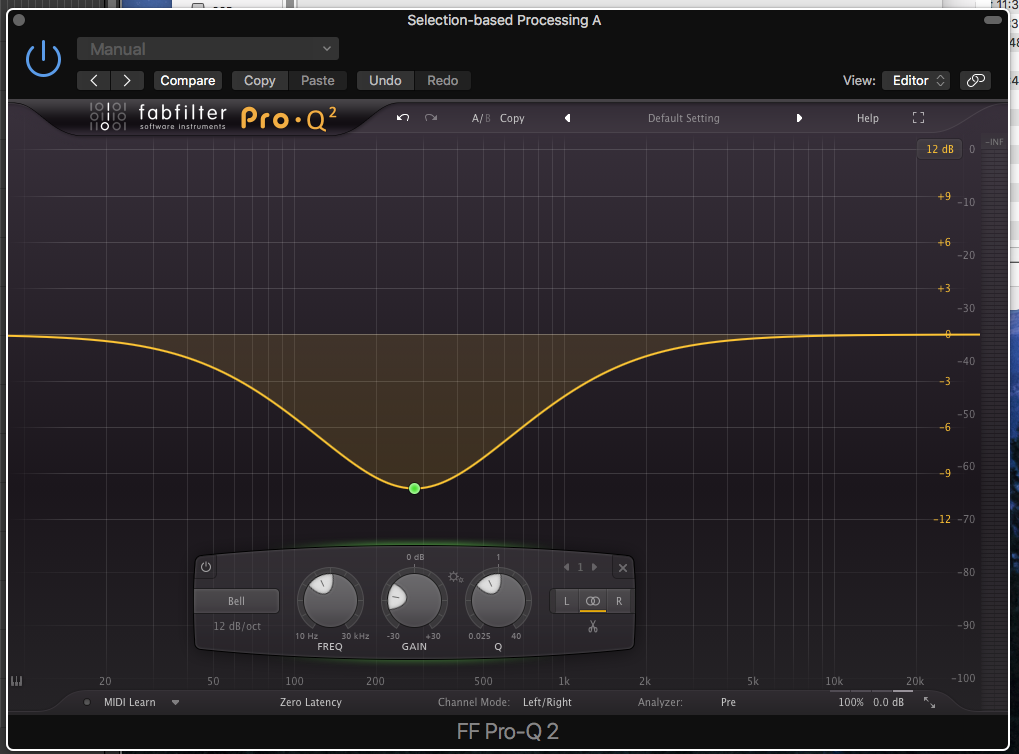 Selection-based Processing A
Manual
Compare Copy Paste Undo Redo View: Editor
fabfilter Pro·Q²
software instruments
A/B Copy Default Setting Help
12 dB 0 -INF
+9 -10
+6 -20
+3 -30
0
-40
-3
-50
-6
-60
-9
-12 -70
-80
-90
-100
0 dB 1
1
Bell L R
12 dB/oct
10 Hz 30 kHz -30 +30 0.025 40
FREQ GAIN Q
20 50 100 200 500 1k 2k 5k 10k 20k
MIDI Learn Zero Latency Channel Mode: Left/Right Analyzer: Pre 100% 0.0 dB
FF Pro-Q 2